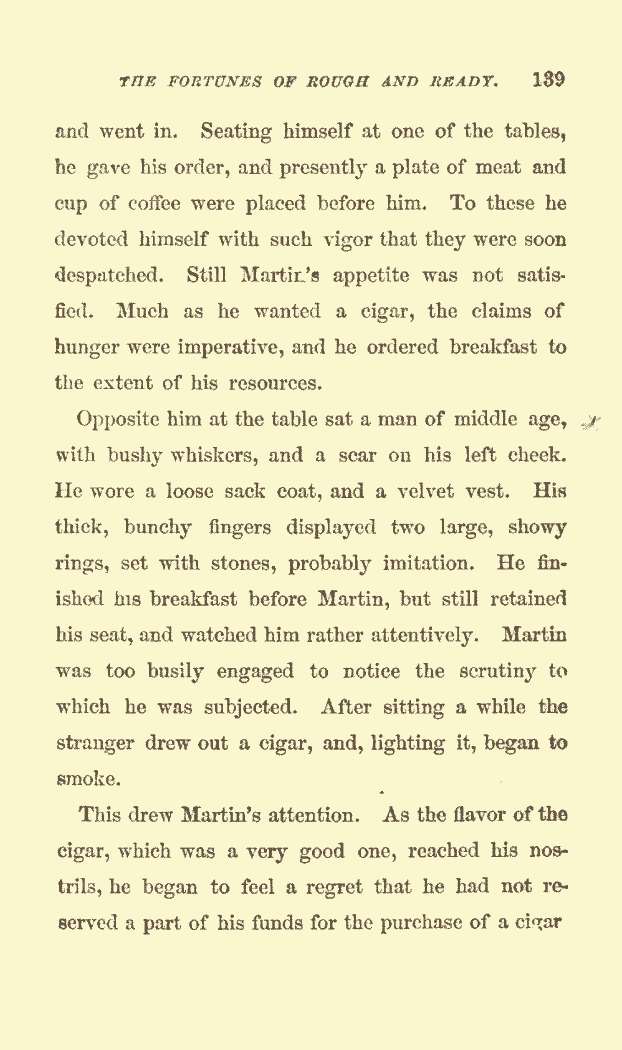 THE FORTUNES OF ROUGH AND READY. 139
and went in. Seating himself at one of the tables,
he gave his order, and presently a plate of meat and
cup of coffee were placed before him. To these he
devoted himself with such vigor that they were soon
despatched. Still Martin's appetite was not satis-
fied. Much as he wanted a cigar, the claims of
hunger were imperative, and he ordered breakfast to
the extent of his resources.
Opposite him at the table sat a man of middle age,
with bushy whiskers, and a scar on his left cheek.
He wore a loose sack coat, and a velvet vest. His
thick, bunchy fingers displayed two large, showy
rings, set with stones, probably imitation. He fin-
ished his breakfast before Martin, but still retained
his seat, and watched him rather attentively. Martin
was too busily engaged to notice the scrutiny to
which he was subjected. After sitting a while the
stranger drew out a cigar, and, lighting it, began to
smoke.
This drew Martin's attention. As the flavor of the
cigar, which was a very good one, reached his nos-
trils, he began to feel a regret that he had not re-
served a part of his funds for the purchase of a cigar